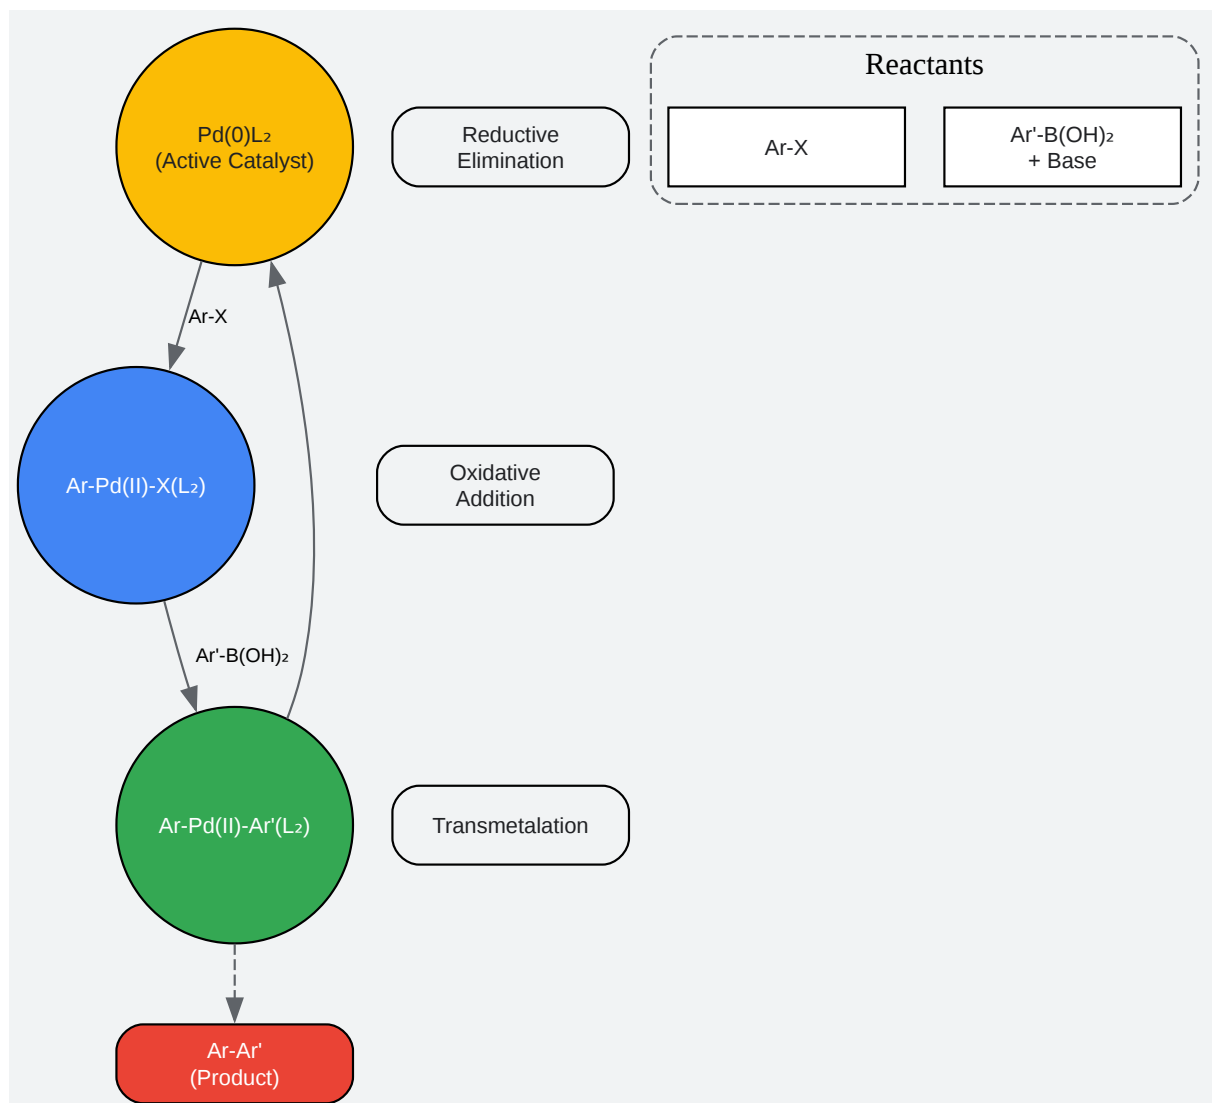 Reactants
Pd(0)L₂
(Active Catalyst)
Reductive
Elimination
Ar-X
Ar'-B(OH)₂
+ Base
Ar-X
Ar-Pd(II)-X(L₂)
Oxidative
Addition
Ar'-B(OH)₂
Ar-Pd(II)-Ar'(L₂)
Transmetalation
Ar-Ar'
(Product)